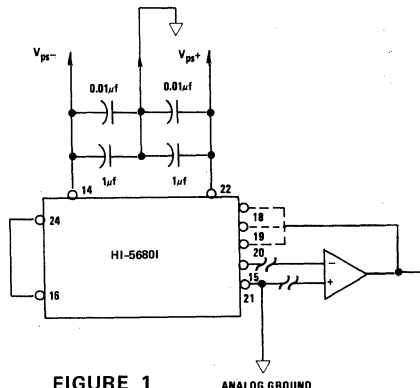 Vps− Vps+
0.01µf 0.01µf
1µf 1µf
14 22
24
18
19
20
HI-5680I
−
15
+
16
21
FIGURE 1
ANALOG GROUND